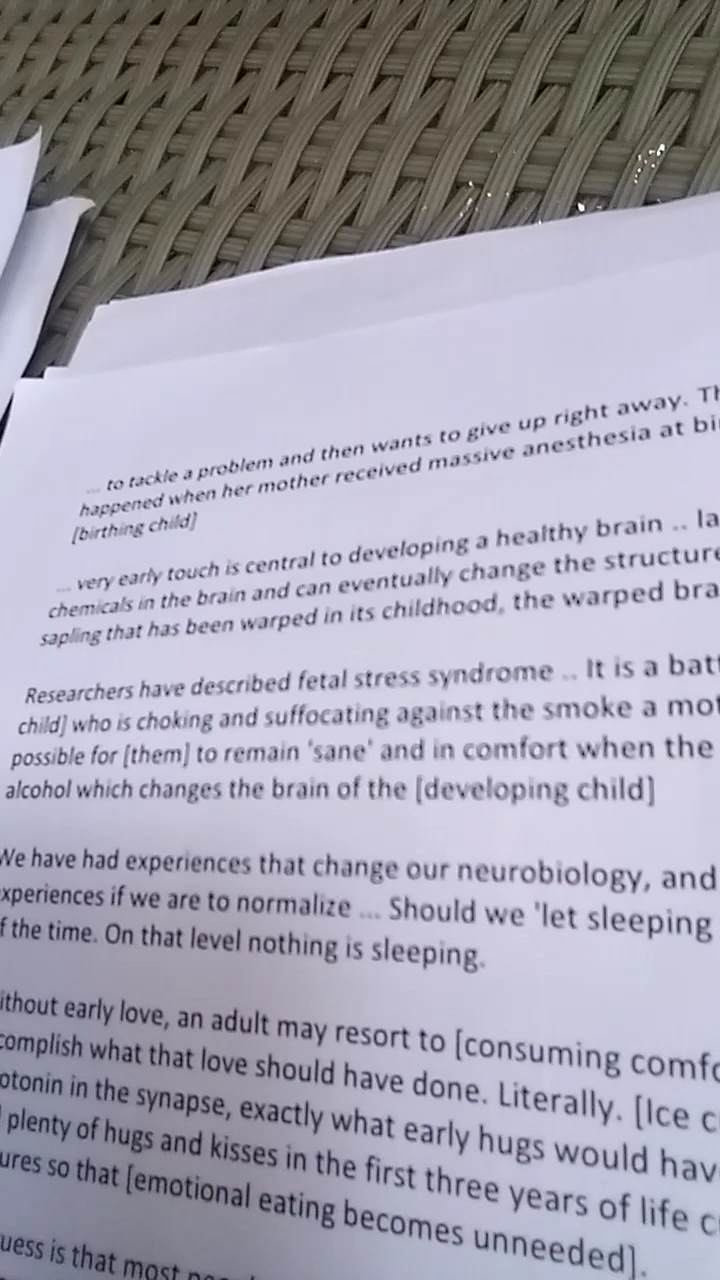 ... to tackle a problem and then wants to give up right away. Th
happened when her mother received massive anesthesia at bi
[birthing child]
... very early touch is central to developing a healthy brain .. la
chemicals in the brain and can eventually change the structure
sapling that has been warped in its childhood, the warped bra
Researchers have described fetal stress syndrome .. It is a batt
child] who is choking and suffocating against the smoke a mot
possible for [them] to remain 'sane' and in comfort when the
alcohol which changes the brain of the [developing child]
We have had experiences that change our neurobiology, and
xperiences if we are to normalize ... Should we 'let sleeping
f the time. On that level nothing is sleeping.
ithout early love, an adult may resort to [consuming comfo
complish what that love should have done. Literally. [Ice c
otonin in the synapse, exactly what early hugs would hav
plenty of hugs and kisses in the first three years of life c
ures so that [emotional eating becomes unneeded].
uess is that most